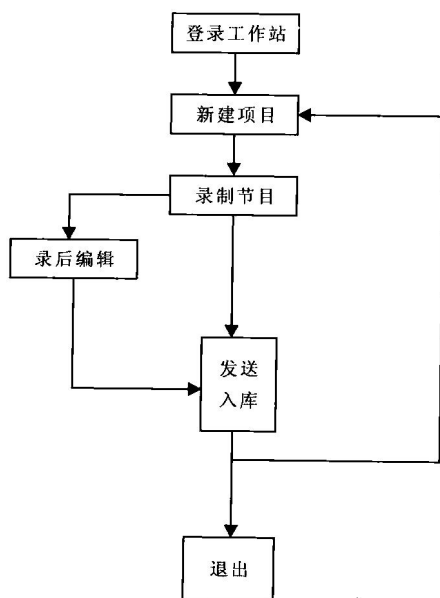 登录工作站
新建项目
录制节目
录后编辑
发送
入库
退出